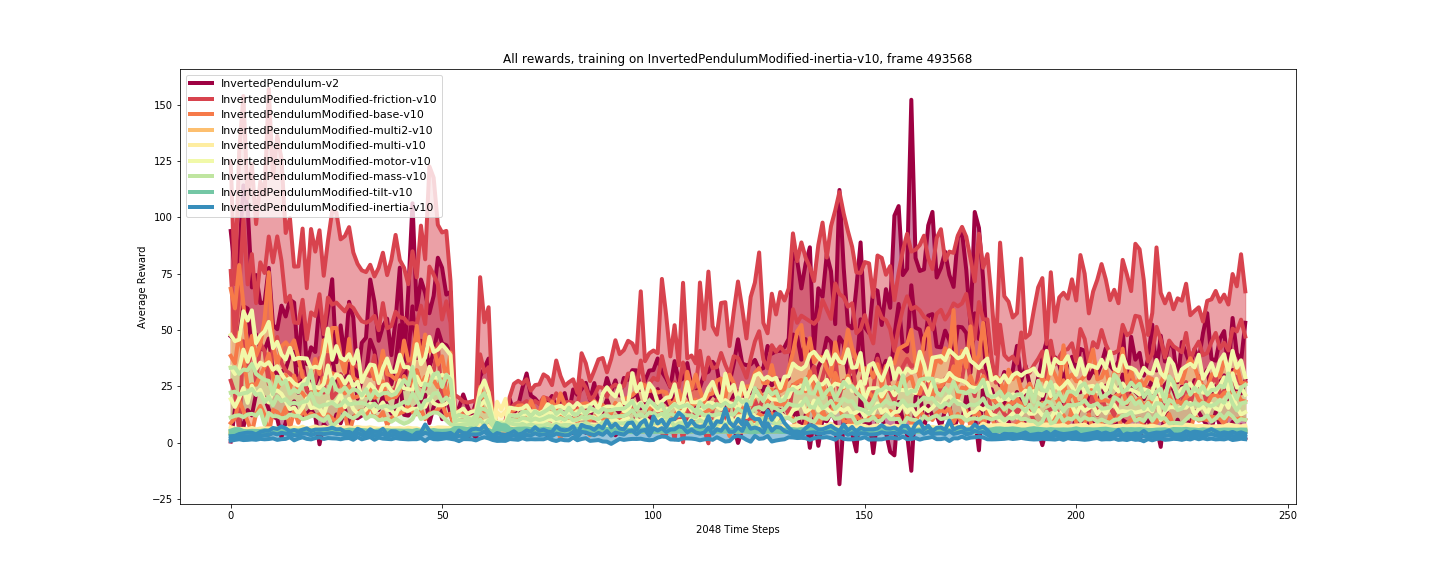 All rewards, training on InvertedPendulumModified-inertia-v10, frame 493568
InvertedPendulum-v2
InvertedPendulumModified-friction-v10
InvertedPendulumModified-base-v10
InvertedPendulumModified-multi2-v10
InvertedPendulumModified-multi-v10
InvertedPendulumModified-motor-v10
InvertedPendulumModified-mass-v10
InvertedPendulumModified-tilt-v10
InvertedPendulumModified-inertia-v10
150
125
100
75
50
25
0
−25
Average Reward
0 50 100 150 200 250
2048 Time Steps